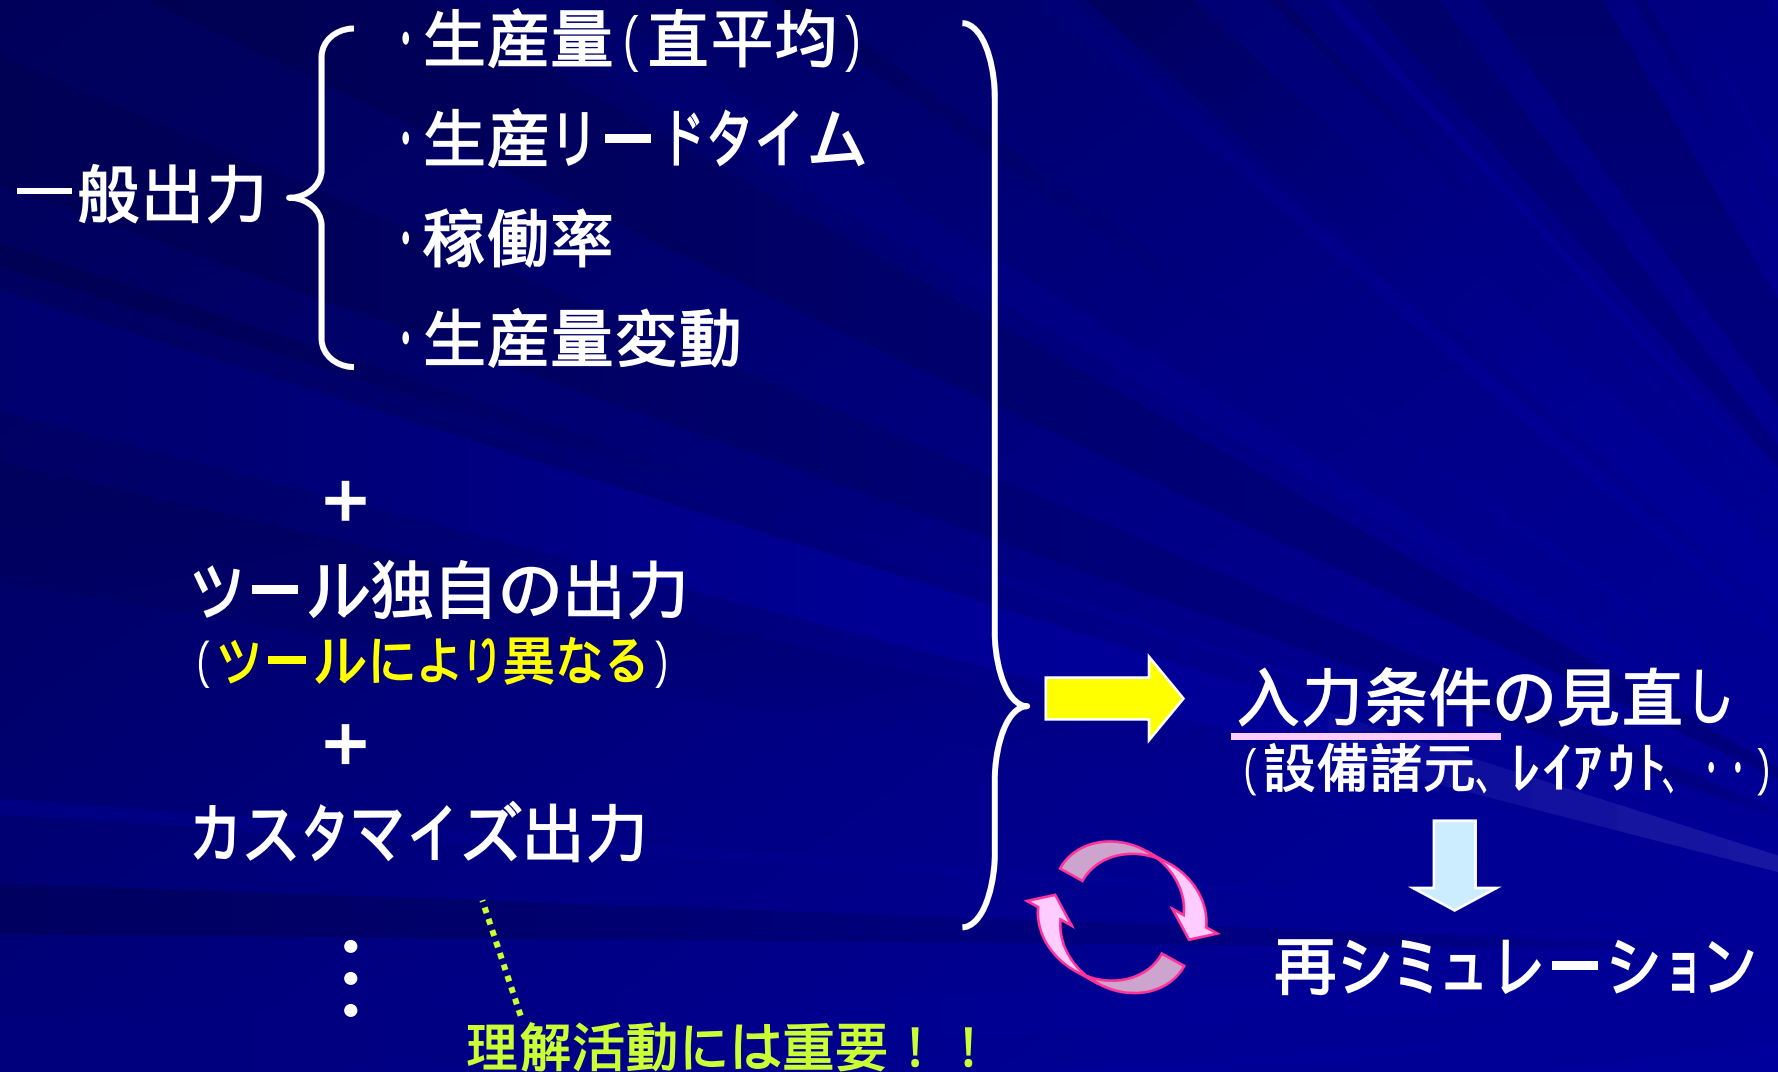 ・生産量(直平均)
・生産リードタイム
一般出力
・稼働率
・生産量変動
＋
ツール独自の出力
(ツールにより異なる)
＋
カスタマイズ出力
理解活動には重要！！
入力条件の見直し
(設備諸元、ﾚｲｱｳﾄ、・・)
再シミュレーション